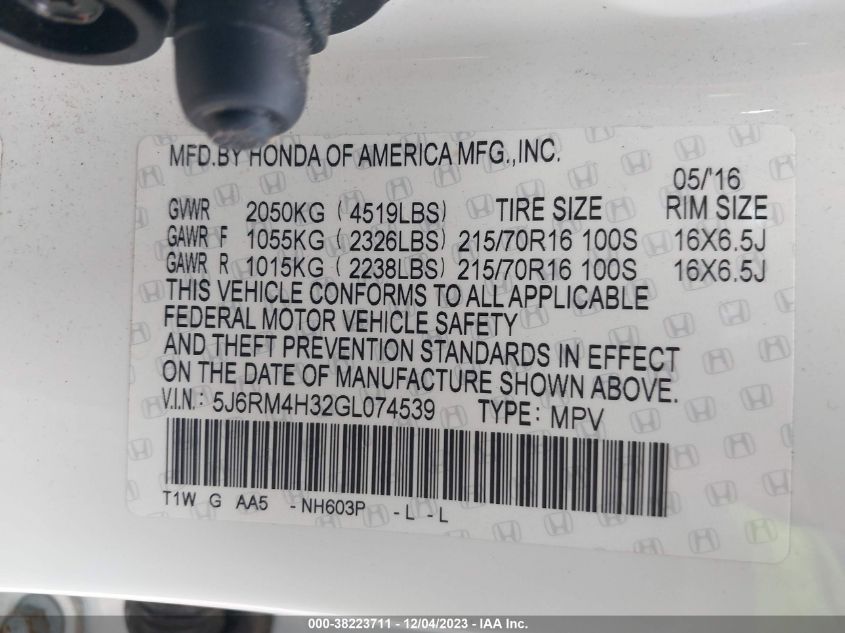 MFD.BY HONDA OF AMERICA MFG.,INC.
05/'16
GVWR 2050KG (4519LBS) TIRE SIZE RIM SIZE
GAWR F 1055KG (2326LBS) 215/70R16 100S 16X6.5J
GAWR R 1015KG (2238LBS) 215/70R16 100S 16X6.5J
THIS VEHICLE CONFORMS TO ALL APPLICABLE
FEDERAL MOTOR VEHICLE SAFETY
AND THEFT PREVENTION STANDARDS IN EFFECT
ON THE DATE OF MANUFACTURE SHOWN ABOVE.
V.I.N.: 5J6RM4H32GL074539 TYPE: MPV
T1W G AA5 -NH603P -L -L
000-38223711 - 12/04/2023 - IAA Inc.